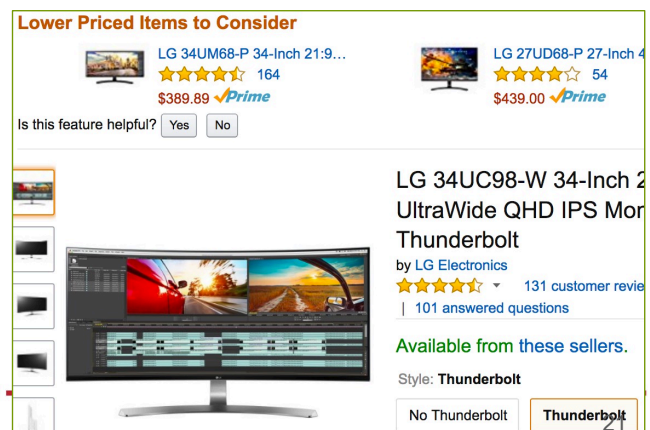 Lower Priced Items to Consider
LG 34UM68-P 34-Inch 21:9...
164
$389.89 Prime
LG 27UD68-P 27-Inch 4
54
$439.00 Prime
Is this feature helpful? Yes No
LG 34UC98-W 34-Inch 2
UltraWide QHD IPS Mon
Thunderbolt
by LG Electronics
131 customer revie
| 101 answered questions
Available from these sellers.
Style: Thunderbolt
No Thunderbolt
Thunderbolt
21